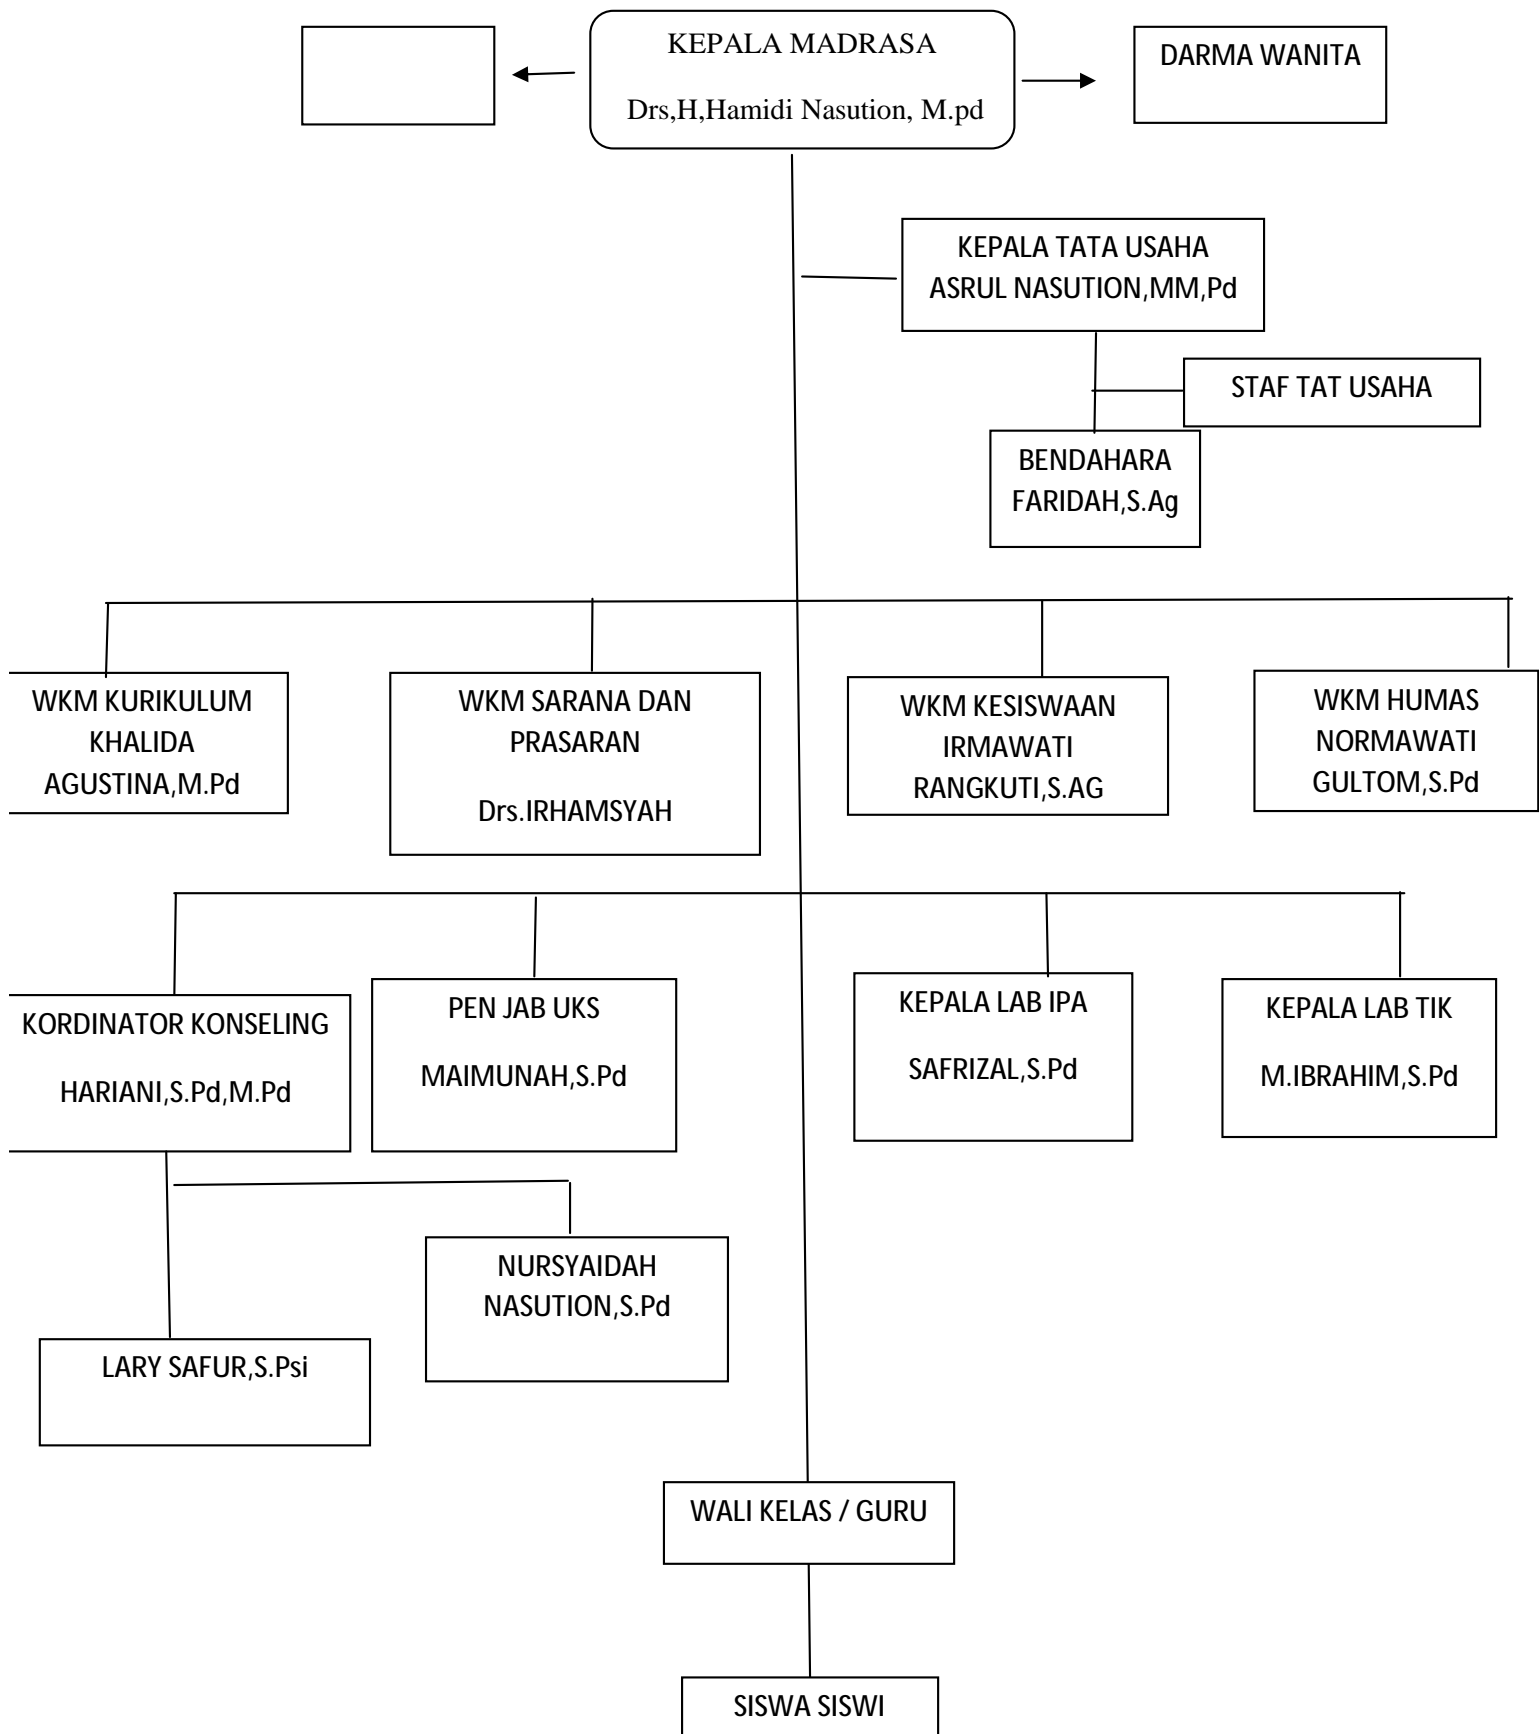 KEPALA MADRASA
Drs,H,Hamidi Nasution, M.pd
DARMA WANITA
KEPALA TATA USAHA
ASRUL NASUTION,MM,Pd
STAF TAT USAHA
BENDAHARA
FARIDAH,S.Ag
WKM KURIKULUM
KHALIDA
AGUSTINA,M.Pd
WKM SARANA DAN
PRASARAN
Drs.IRHAMSYAH
WKM KESISWAAN
IRMAWATI
RANGKUTI,S.AG
WKM HUMAS
NORMAWATI
GULTOM,S.Pd
KORDINATOR KONSELING
HARIANI,S.Pd,M.Pd
PEN JAB UKS
MAIMUNAH,S.Pd
KEPALA LAB IPA
SAFRIZAL,S.Pd
KEPALA LAB TIK
M.IBRAHIM,S.Pd
NURSYAIDAH
NASUTION,S.Pd
LARY SAFUR,S.Psi
WALI KELAS / GURU
SISWA SISWI